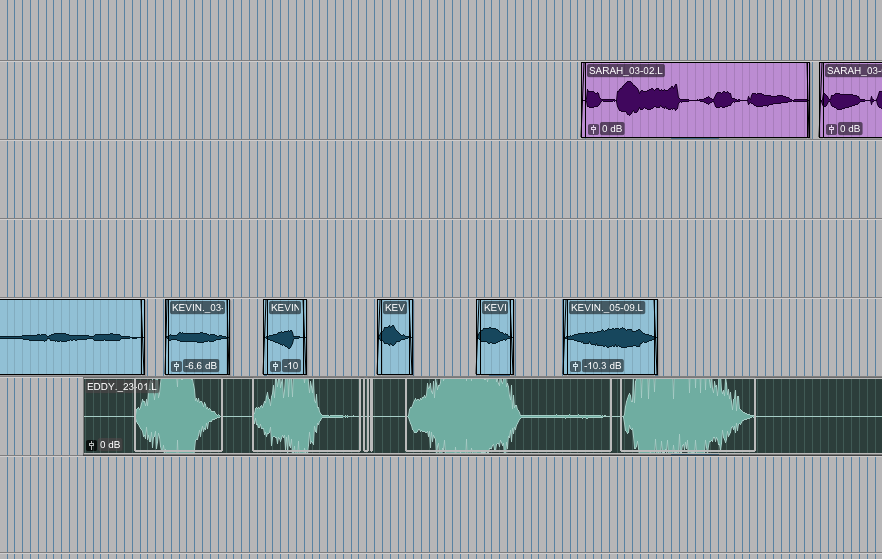 SARAH_03-02.L
SARAH_03-
0 dB
0 dB
KEVIN._03-
KEVIN
KEV
KEVI
KEVIN._05-09.L
-6.6 dB
-10
-10.3 dB
EDDY._23-01.L
0 dB